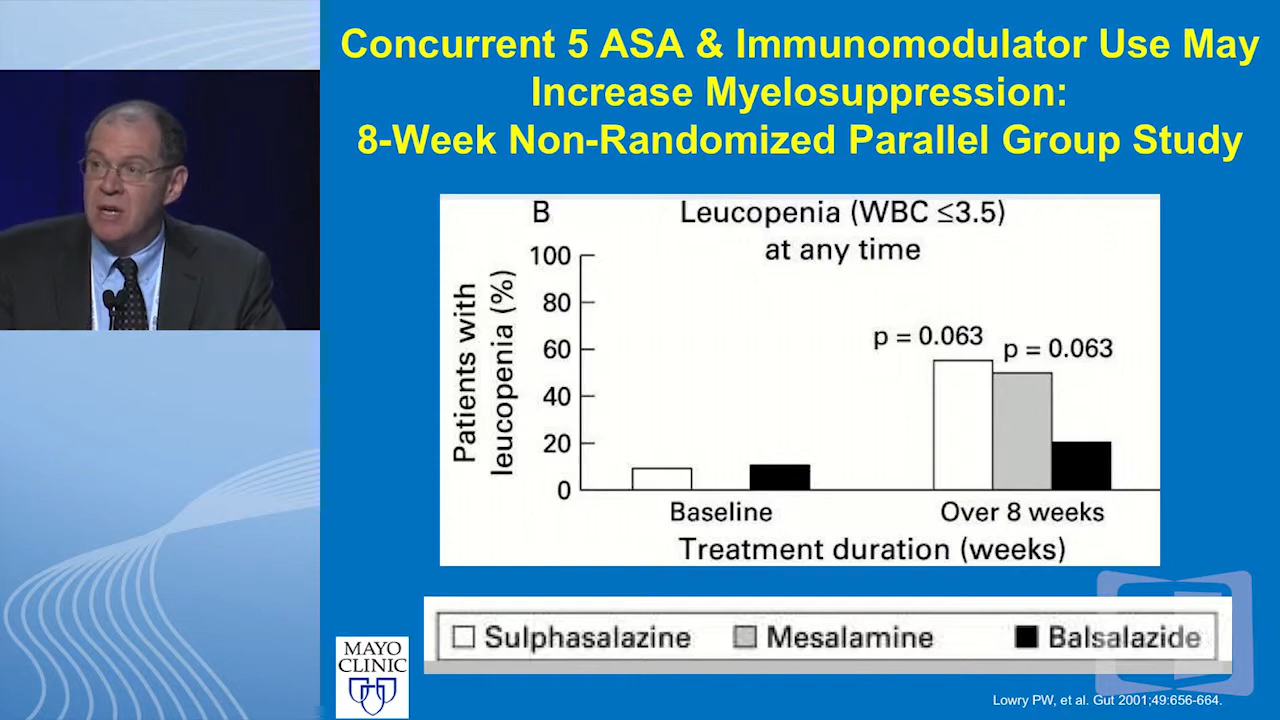 Concurrent 5 ASA & Immunomodulator Use May
Increase Myelosuppression:
8-Week Non-Randomized Parallel Group Study
B
Leucopenia (WBC ≤3.5)
at any time
Patients with
leucopenia (%)
100
80
60
40
20
0
p = 0.063
p = 0.063
Baseline
Over 8 weeks
Treatment duration (weeks)
Sulphasalazine
Mesalamine
Balsalazide
MAYO
CLINIC
Lowry PW, et al. Gut 2001;49:656-664.